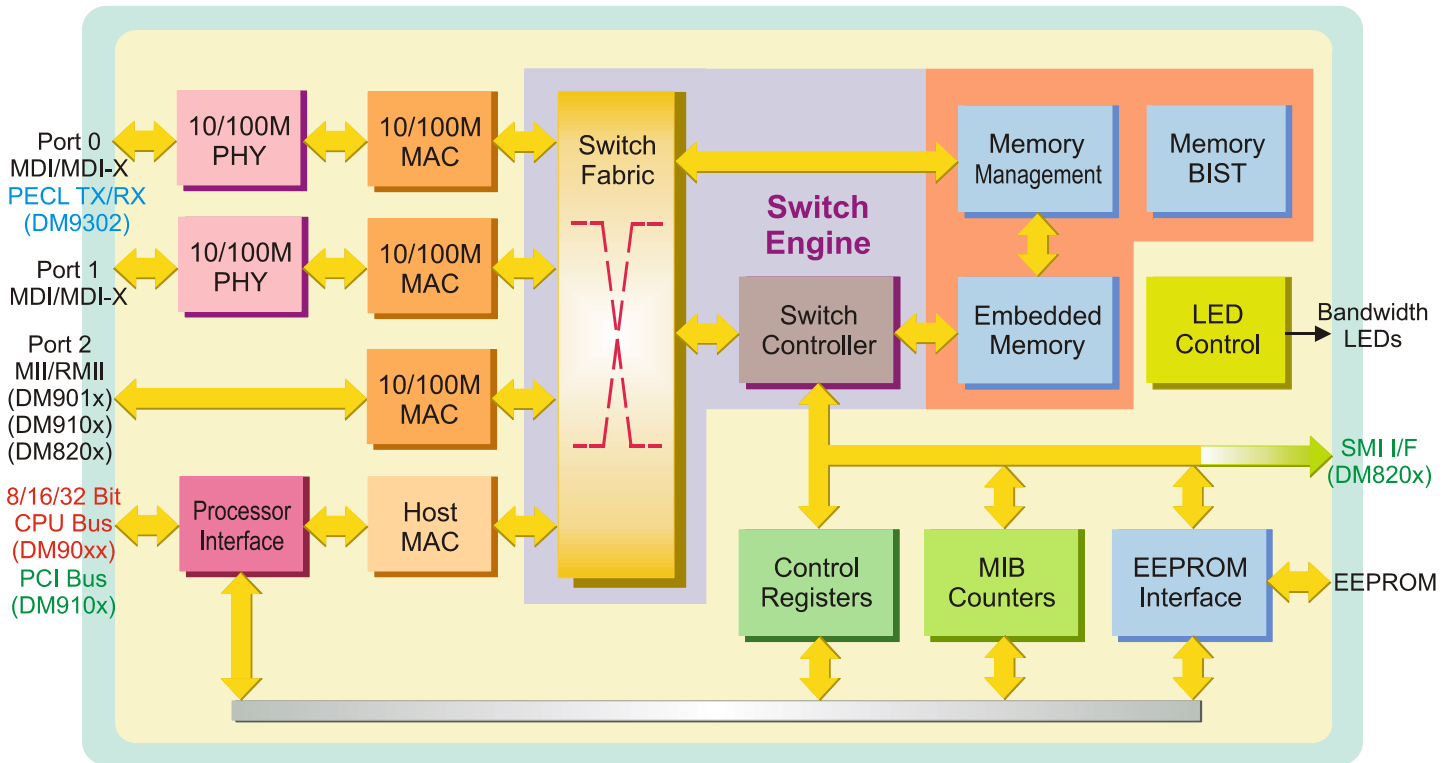 Port 0
MDI/MDI-X
PECL TX/RX
(DM9302)
10/100M
PHY
10/100M
MAC
Port 1
MDI/MDI-X
10/100M
PHY
10/100M
MAC
Port 2
MII/RMII
(DM901x)
(DM910x)
(DM820x)
10/100M
MAC
8/16/32 Bit
CPU Bus
(DM90xx)
PCI Bus
(DM910x)
Processor
Interface
Host
MAC
Switch
Fabric
Switch
Engine
Switch
Controller
Memory
Management
Memory
BIST
Embedded
Memory
LED
Control
Bandwidth
LEDs
SMI I/F
(DM820x)
Control
Registers
MIB
Counters
EEPROM
Interface
EEPROM